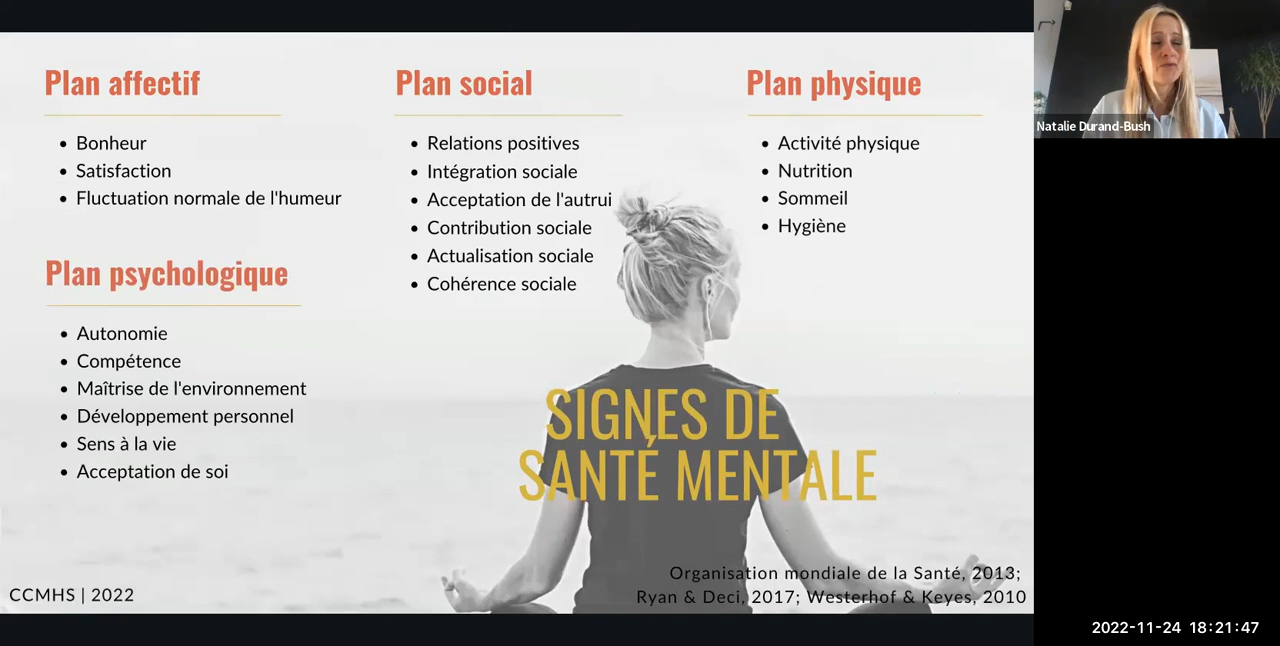 Plan affectif
Bonheur
Satisfaction
Fluctuation normale de l'humeur
Plan psychologique
Autonomie
Compétence
Maîtrise de l'environnement
Développement personnel
Sens à la vie
Acceptation de soi
Plan social
Relations positives
Intégration sociale
Acceptation de l'autrui
Contribution sociale
Actualisation sociale
Cohérence sociale
Plan physique
Activité physique
Nutrition
Sommeil
Hygiène
SIGNES DE
SANTÉ MENTALE
Organisation mondiale de la Santé, 2013;
Ryan & Deci, 2017; Westerhof & Keyes, 2010
CCMHS | 2022
Natalie Durand-Bush
2022-11-24 18:21:47